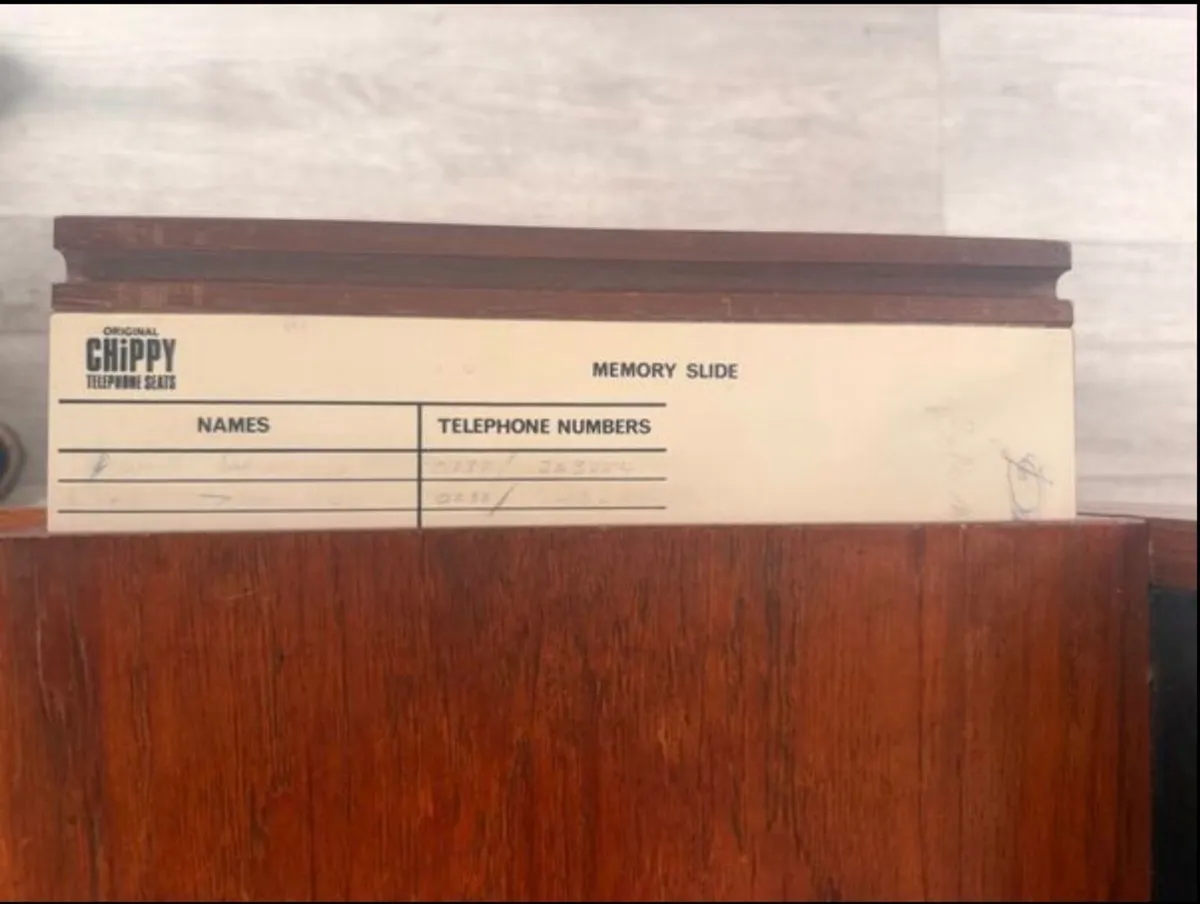 ORIGINAL
CHiPPY
TELEPHONE SEATS
MEMORY SLIDE
NAMES TELEPHONE NUMBERS